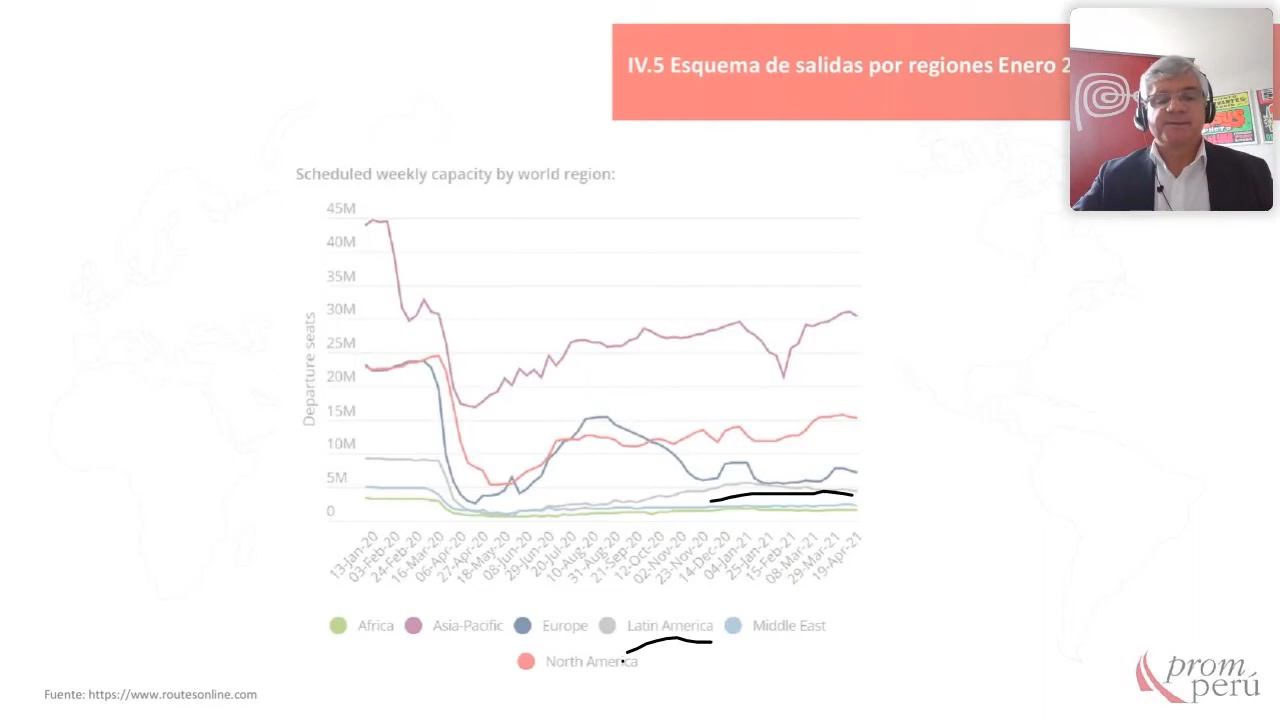 IV.5 Esquema de salidas por regiones Enero 2
Scheduled weekly capacity by world region:
45M
40M
35M
30M
25M
20M
15M
10M
5M
0
Departure seats
13-Jan-20
03-Feb-20
24-Feb-20
16-Mar-20
06-Apr-20
27-Apr-20
18-May-20
08-Jun-20
29-Jun-20
20-Jul-20
10-Aug-20
31-Aug-20
21-Sep-20
12-Oct-20
02-Nov-20
23-Nov-20
14-Dec-20
04-Jan-21
25-Jan-21
15-Feb-21
08-Mar-21
29-Mar-21
19-Apr-21
Africa Asia-Pacific Europe Latin America Middle East
North America
Fuente: https://www.routesonline.com
prom
perú